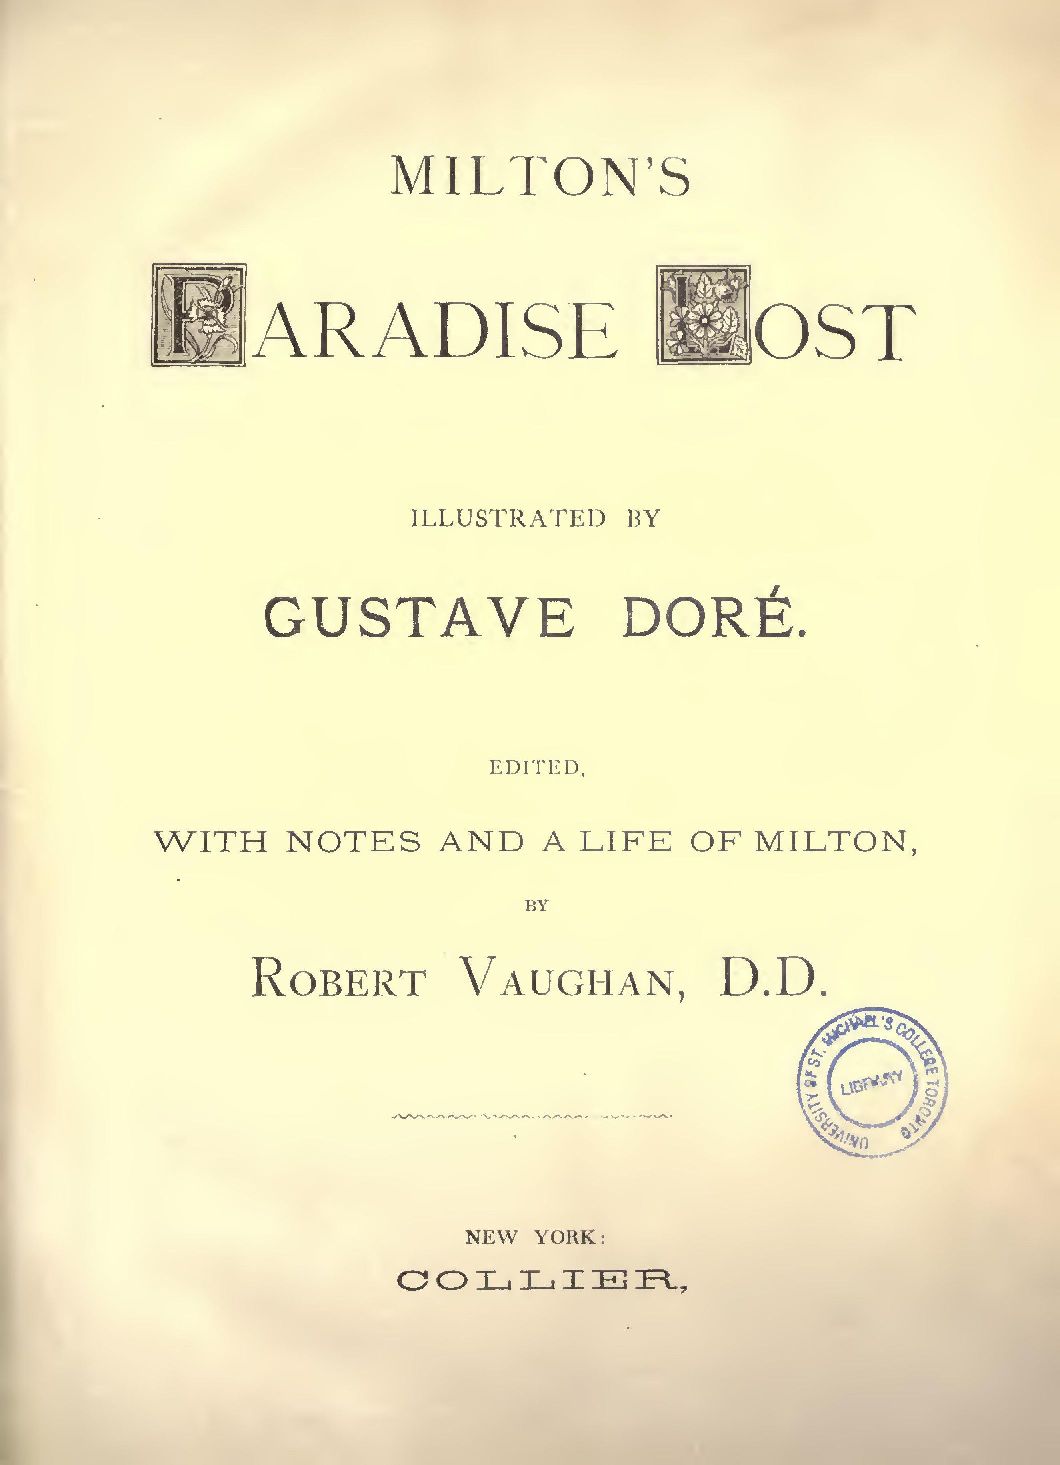 MILTON'S
PARADISE LOST
ILLUSTRATED BY
GUSTAVE DORÉ.
EDITED,
WITH NOTES AND A LIFE OF MILTON,
BY
ROBERT VAUGHAN, D.D.
UNIVERSITY OF ST. MICHAEL'S COLLEGE TORONTO
LIBRARY
NEW YORK:
COLLIER,